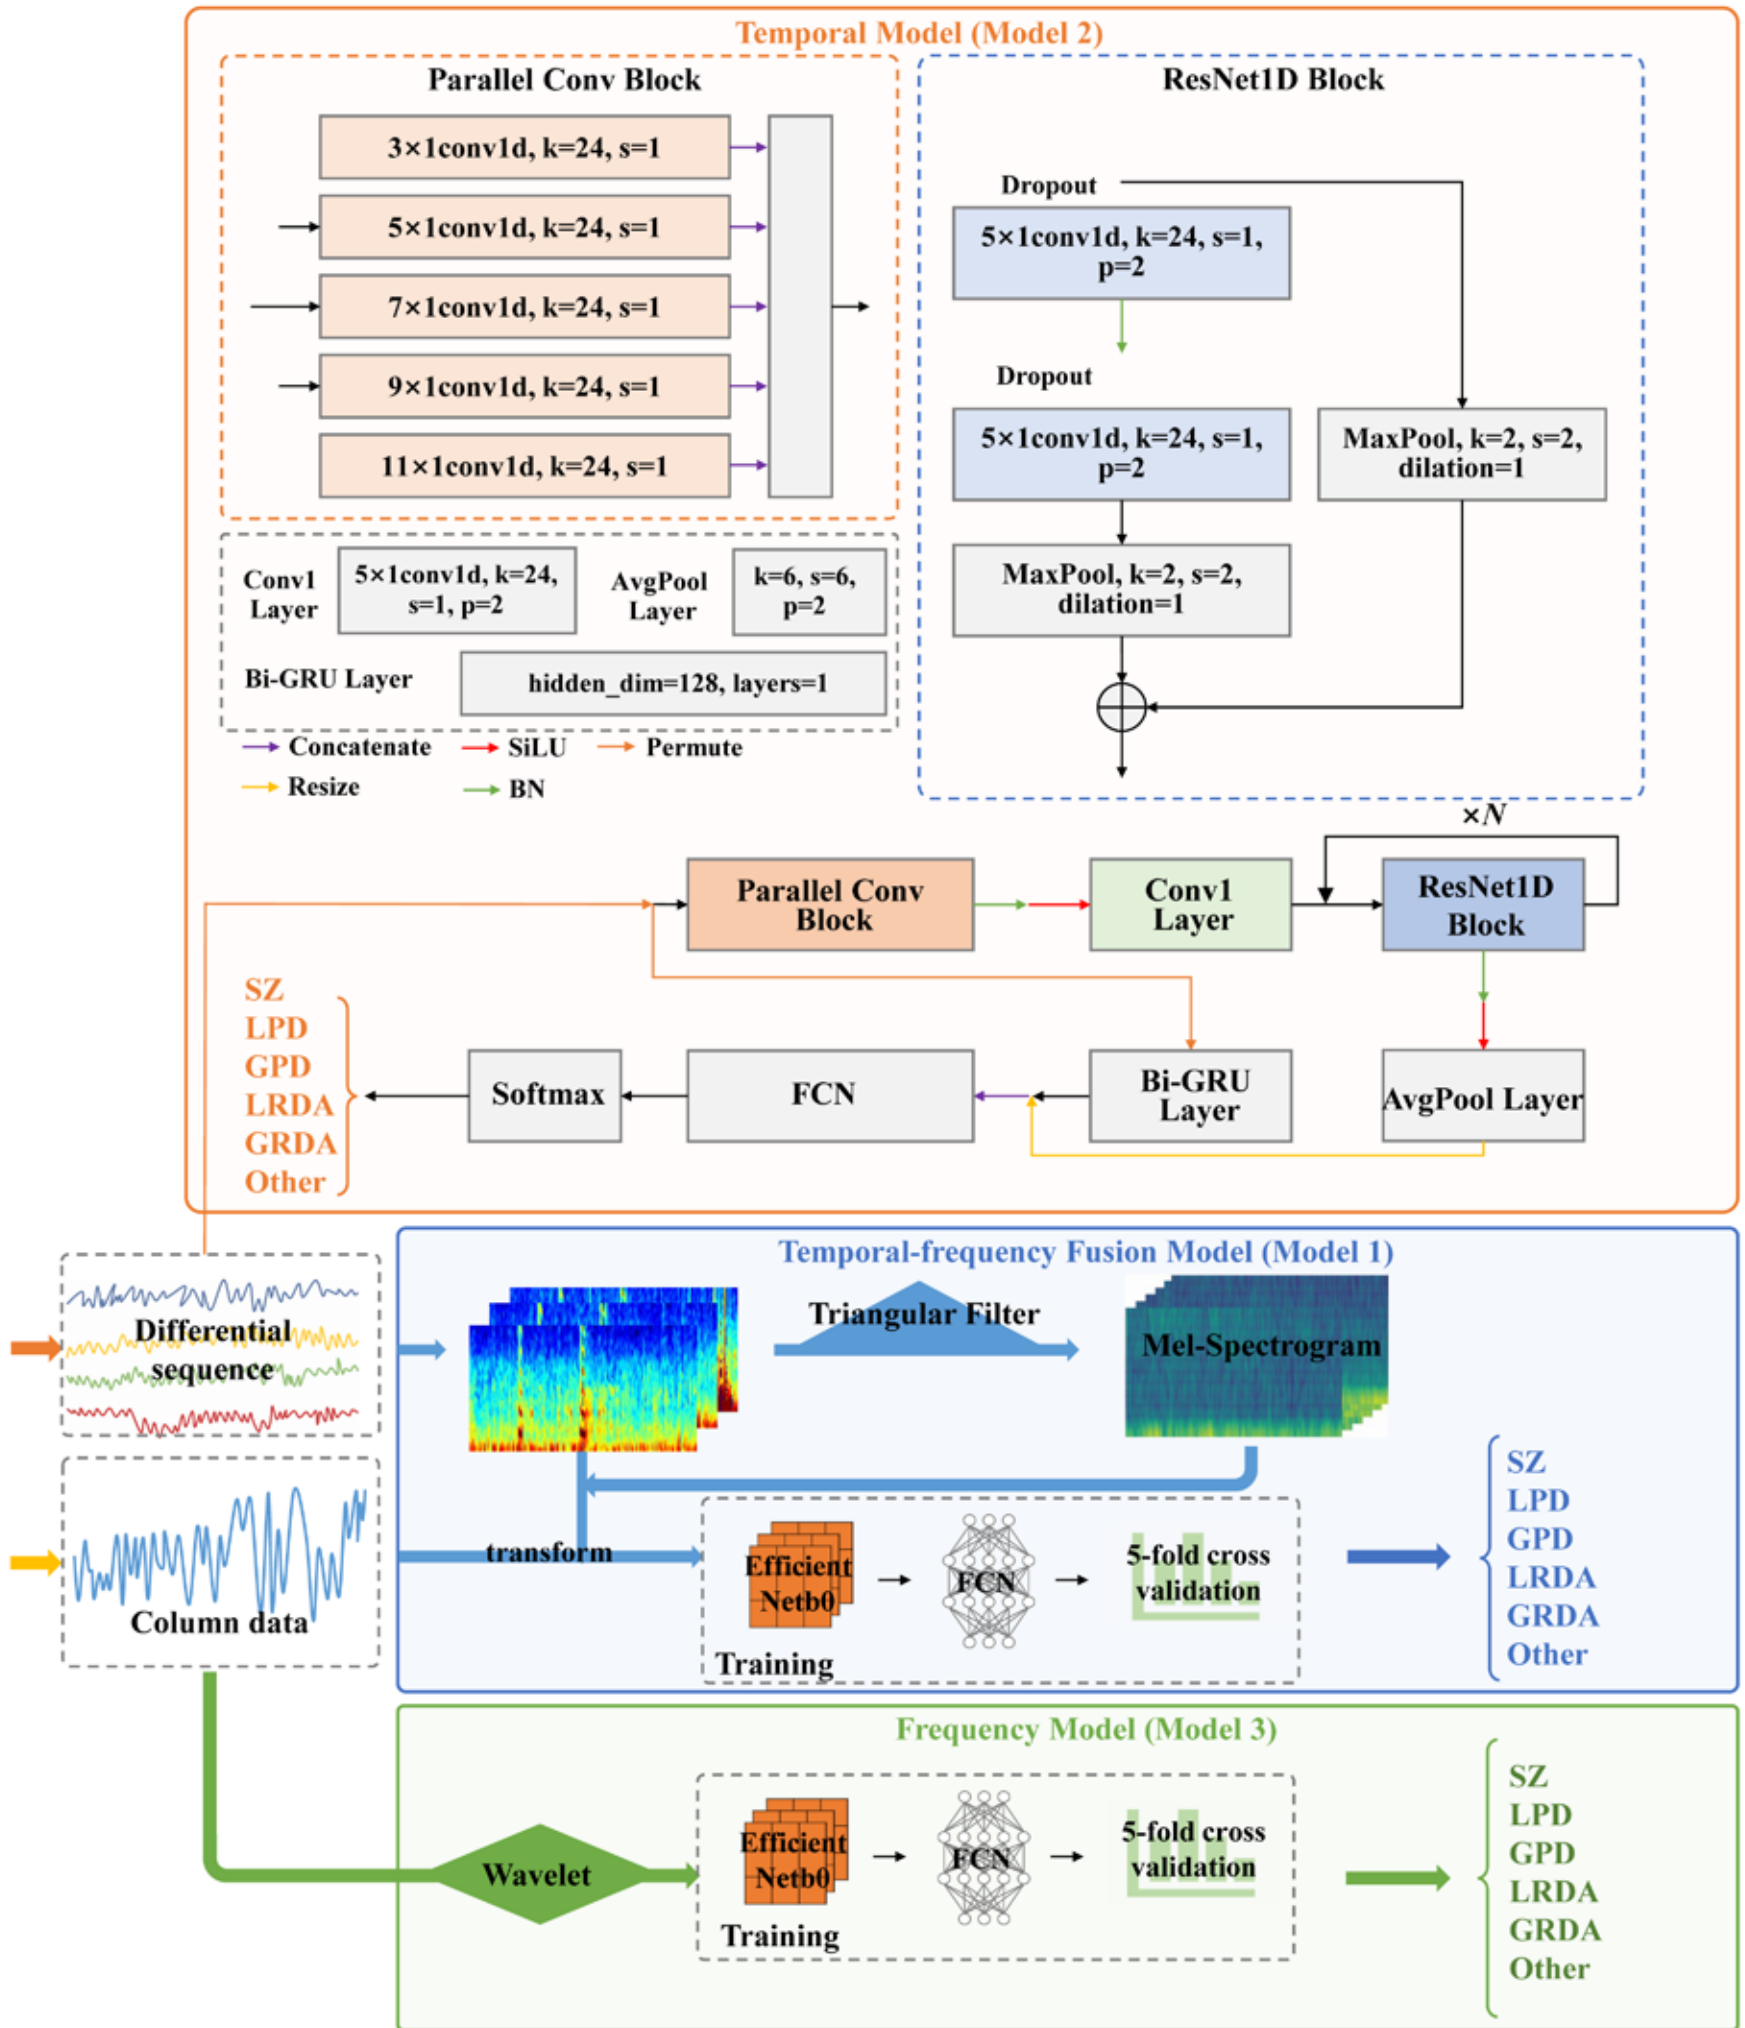 Temporal Model (Model 2)
Parallel Conv Block
3×1conv1d, k=24, s=1
5×1conv1d, k=24, s=1
7×1conv1d, k=24, s=1
9×1conv1d, k=24, s=1
11×1conv1d, k=24, s=1
ResNet1D Block
Dropout
5×1conv1d, k=24, s=1,
p=2
Dropout
5×1conv1d, k=24, s=1,
p=2
MaxPool, k=2, s=2,
dilation=1
MaxPool, k=2, s=2,
dilation=1
Conv1
Layer
5×1conv1d, k=24,
s=1, p=2
AvgPool
Layer
k=6, s=6,
p=2
Bi-GRU Layer
hidden_dim=128, layers=1
Concatenate
SiLU
Permute
Resize
BN
×N
Parallel Conv
Block
Conv1
Layer
ResNet1D
Block
SZ
LPD
GPD
LRDA
GRDA
Other
Softmax
FCN
Bi-GRU
Layer
AvgPool Layer
Differential
sequence
Column data
Temporal-frequency Fusion Model (Model 1)
Triangular Filter
Mel-Spectrogram
transform
Efficient
Netb0
FCN
5-fold cross
validation
Training
SZ
LPD
GPD
LRDA
GRDA
Other
Frequency Model (Model 3)
Wavelet
Efficient
Netb0
FCN
5-fold cross
validation
Training
SZ
LPD
GPD
LRDA
GRDA
Other